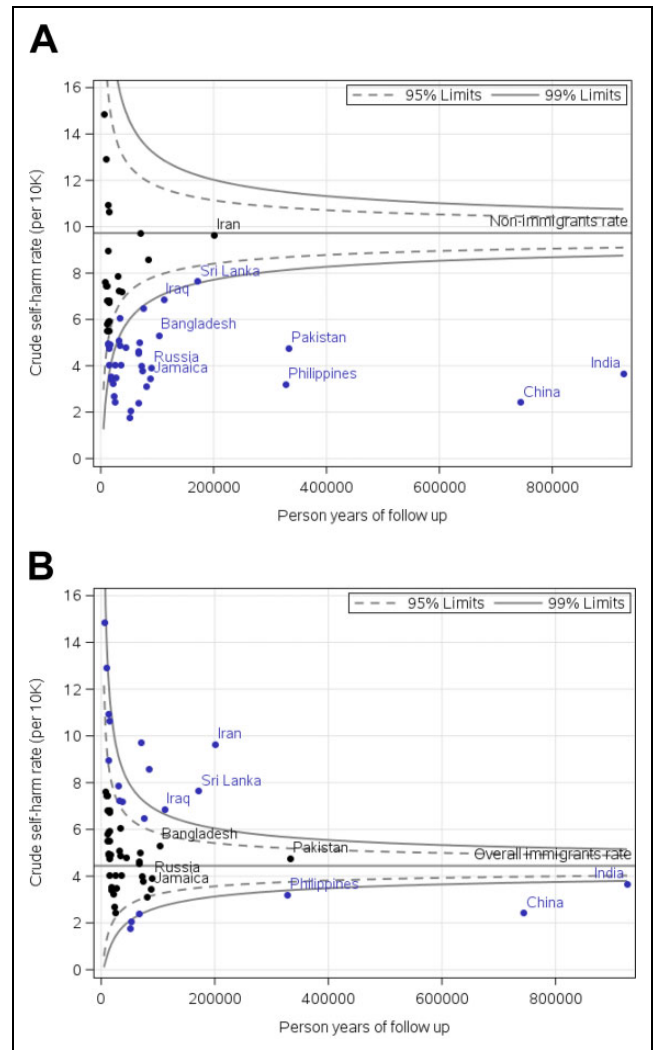 A
16
95% Limits
99% Limits
14
12
10
Iran
Non-immigrants rate
8
Sri Lanka
Iraq
6
Bangladesh
Pakistan
4
Russia
Jamaica
Philippines
India
2
China
0
Crude self-harm rate (per 10K)
0 200000 400000 600000 800000
Person years of follow up
B
16
95% Limits
99% Limits
14
12
10
Iran
8
Sri Lanka
Iraq
6
Bangladesh
Pakistan
Overall immigrants rate
4
Russia
Jamaica
Philippines
India
China
2
0
Crude self-harm rate (per 10K)
0 200000 400000 600000 800000
Person years of follow up